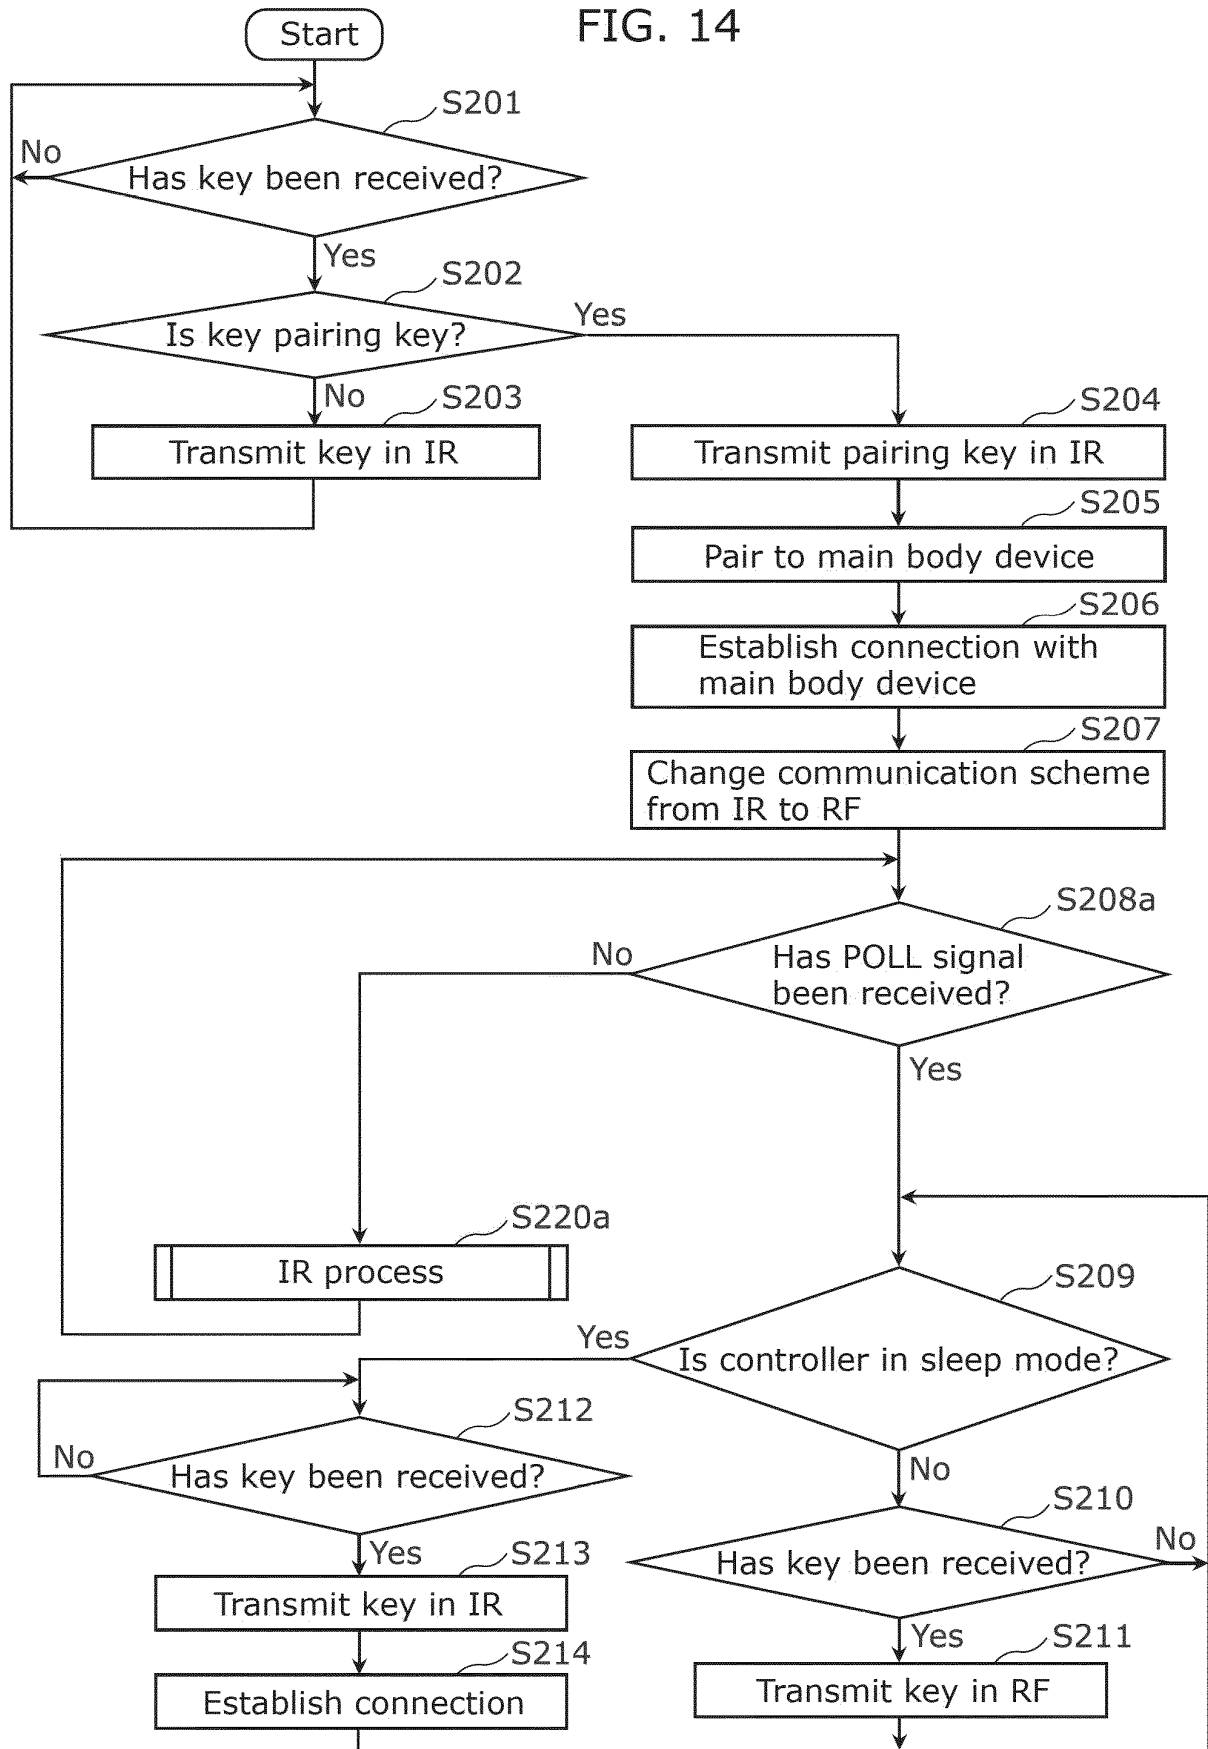 FIG. 14
Start
S201
No
Has key been received?
Yes
S202
Is key pairing key?
Yes
No
S203
Transmit key in IR
S204
Transmit pairing key in IR
S205
Pair to main body device
S206
Establish connection with
main body device
S207
Change communication scheme
from IR to RF
S208a
No
Has POLL signal
been received?
Yes
S220a
IR process
S209
Yes
Is controller in sleep mode?
S212
No
Has key been received?
No
S210
Has key been received?
No
Yes
S213
Transmit key in IR
Yes
S211
S214
Transmit key in RF
Establish connection